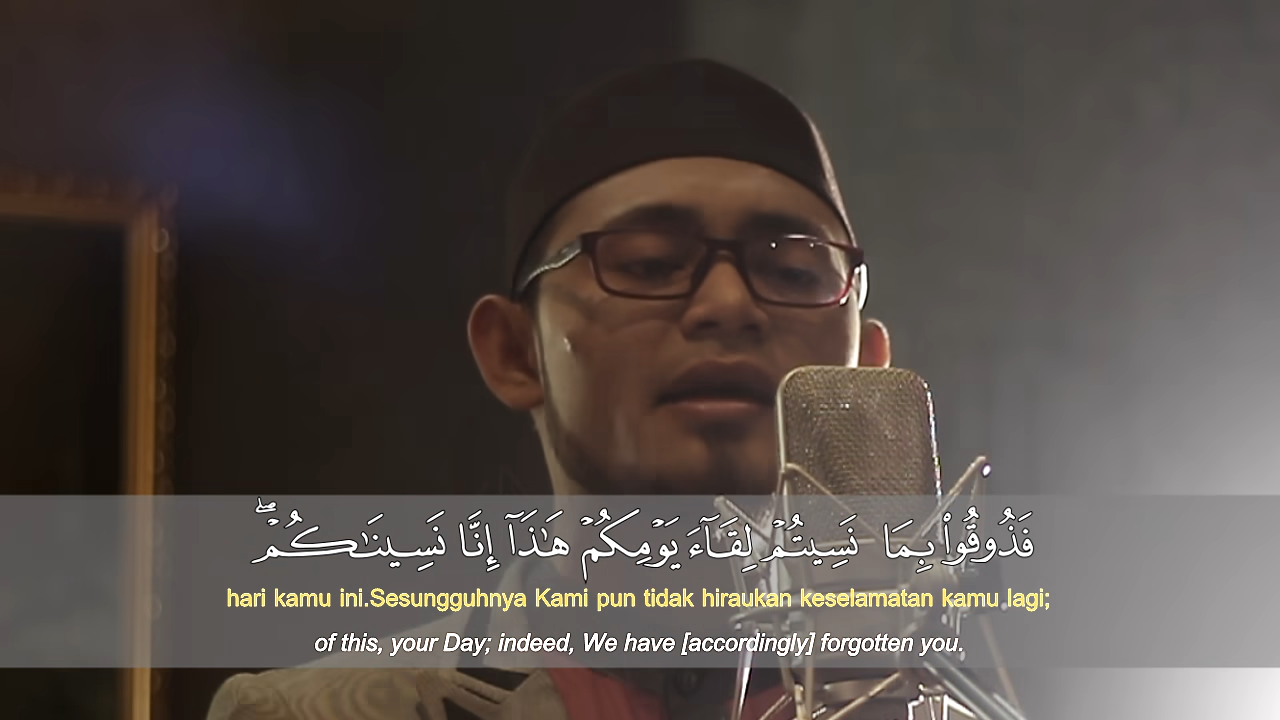 فَذُوقُوا۟ بِمَا نَسِيتُمْ لِقَآءَ يَوْمِكُمْ هَـٰذَآ إِنَّا نَسِينَـٰكُمْ ۖ
hari kamu ini.Sesungguhnya Kami pun tidak hiraukan keselamatan kamu lagi;
of this, your Day; indeed, We have [accordingly] forgotten you.